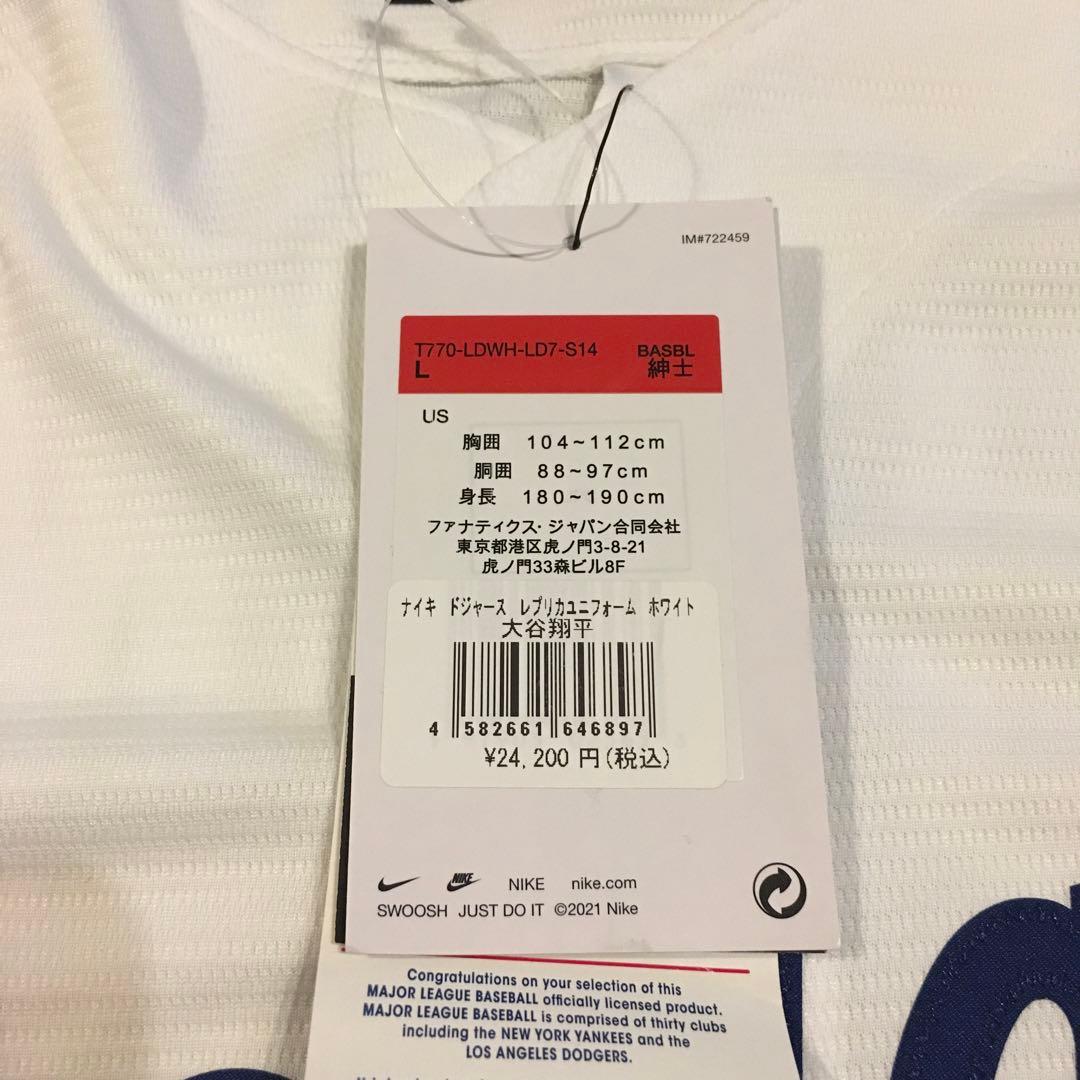 IM#722459
T770-LDWH-LD7-S14 BASBL
L 紳士
US
胸囲 104~112cm
胴囲 88~97cm
身長 180~190cm
ファナティクス・ジャパン合同会社
東京都港区虎ノ門3-8-21
虎ノ門33森ビル8F
ナイキ ドジャース レプリカユニフォーム ホワイト
大谷翔平
4 582661 646897
¥24,200 円(税込)
NIKE NIKE nike.com
SWOOSH JUST DO IT ©2021 Nike
Congratulations on your selection of this
MAJOR LEAGUE BASEBALL officially licensed product.
MAJOR LEAGUE BASEBALL is comprised of thirty clubs
including the NEW YORK YANKEES and the
LOS ANGELES DODGERS.